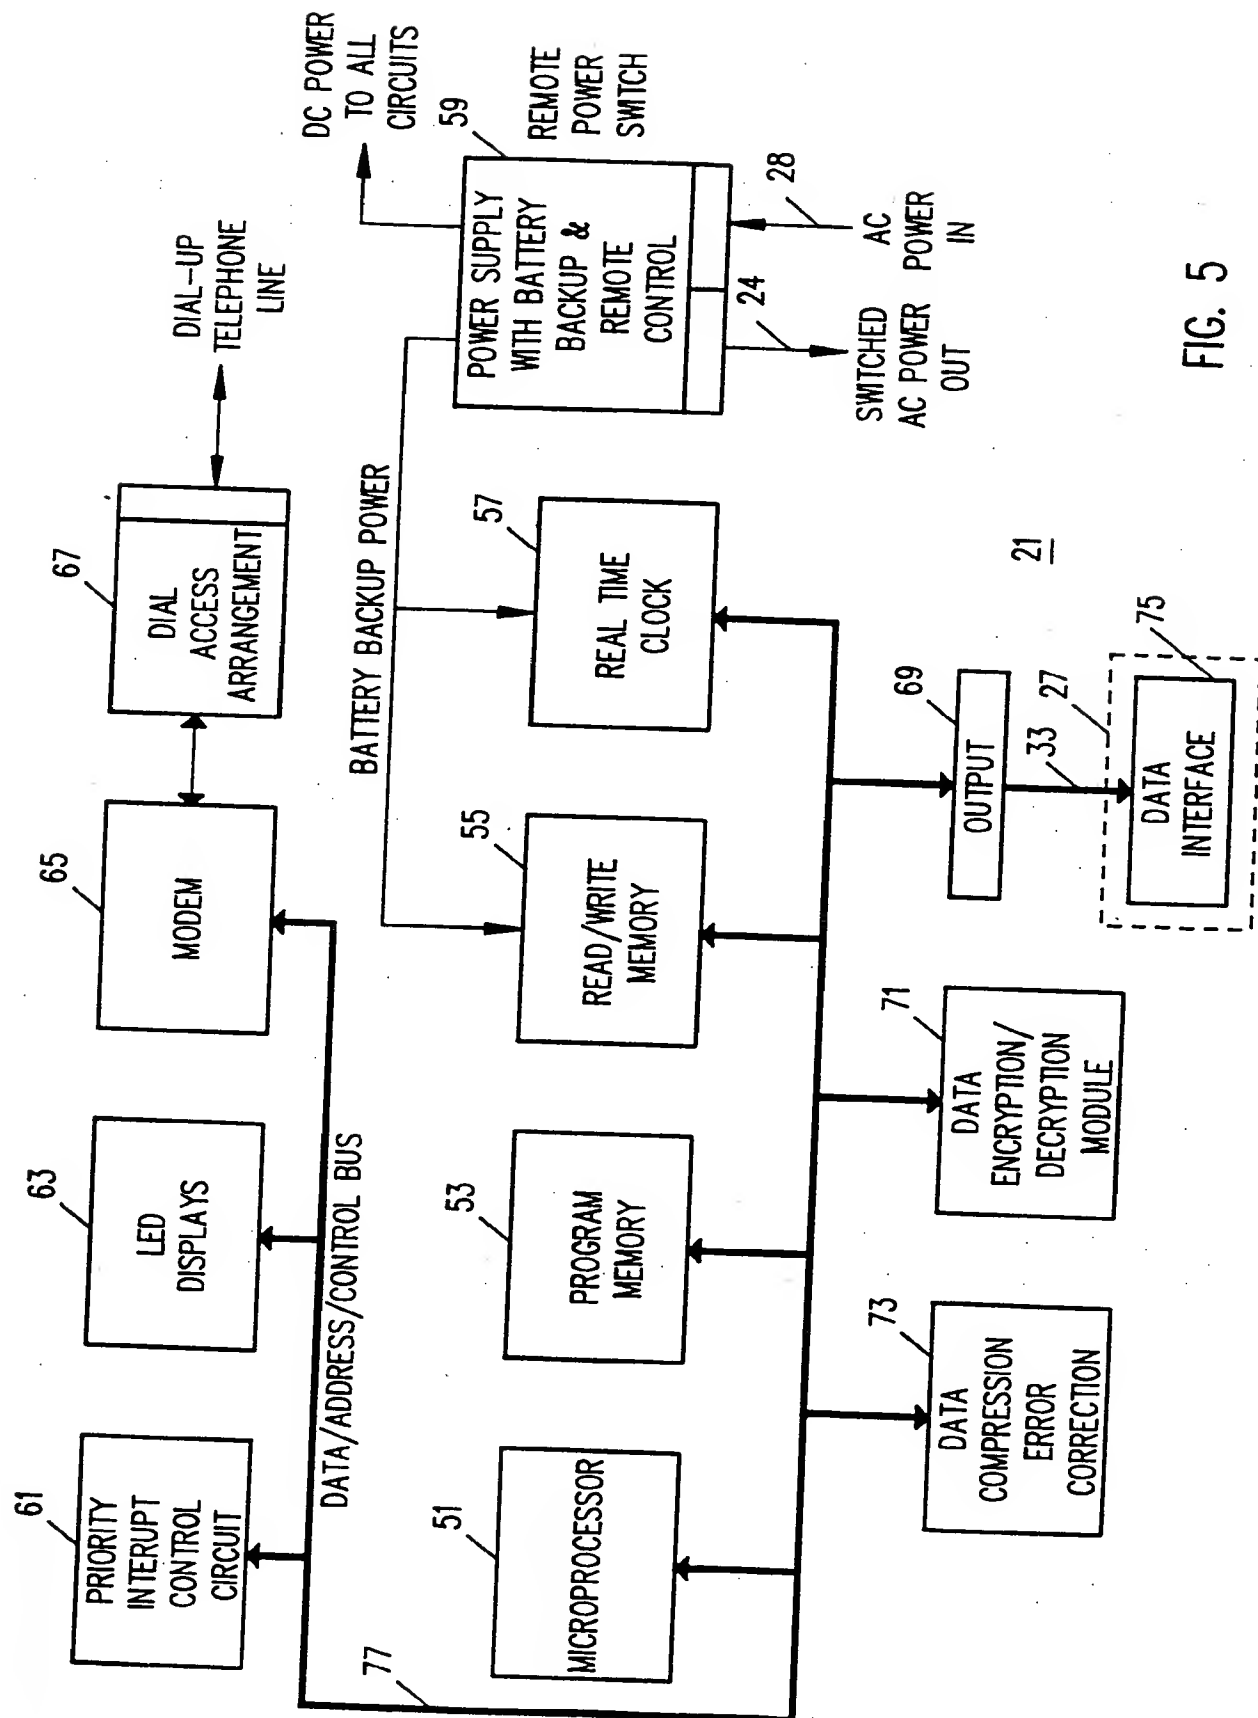 61
PRIORITY
INTERUPT
CONTROL
CIRCUIT
63
LED
DISPLAYS
65
MODEM
67
DIAL
ACCESS
ARRANGEMENT
DIAL-UP
TELEPHONE
LINE
DATA/ADDRESS/CONTROL BUS
BATTERY BACKUP POWER
DC POWER
TO ALL
CIRCUITS
77
51
MICROPROCESSOR
53
PROGRAM
MEMORY
55
READ/WRITE
MEMORY
57
REAL TIME
CLOCK
59
POWER SUPPLY
WITH BATTERY
BACKUP &
REMOTE
CONTROL
REMOTE
POWER
SWITCH
24
28
SWITCHED
AC POWER
OUT
AC
POWER
IN
73
DATA
COMPRESSION
ERROR
CORRECTION
71
DATA
ENCRYPTION/
DECRYPTION
MODULE
69
OUTPUT
33
27
75
DATA
INTERFACE
21
FIG. 5